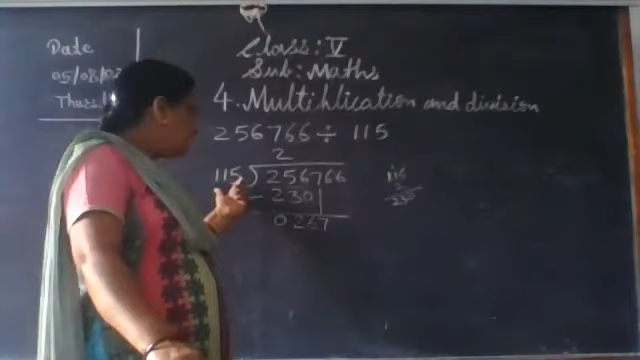 Date
05/08/
Thurs
Class: V
Sub: Maths
4. Multiplication and division
256766 ÷ 115
2
115) 256766
- 230
0267
115
2
230